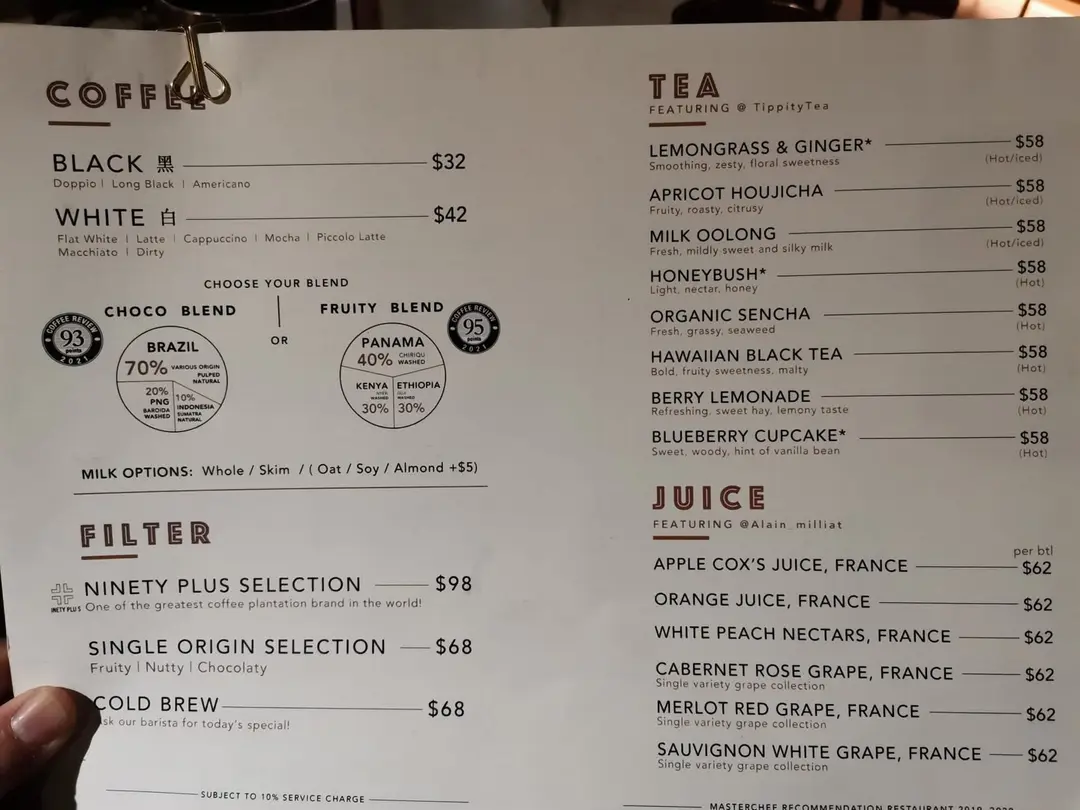 COFFEE
BLACK 黑 $32
Doppio | Long Black | Americano
WHITE 白 $42
Flat White | Latte | Cappuccino | Mocha | Piccolo Latte
Macchiato | Dirty
CHOOSE YOUR BLEND
CHOCO BLEND
OR
FRUITY BLEND
COFFEE REVIEW
93
points
2021
BRAZIL
70% VARIOUS ORIGIN
PULPED
NATURAL
20%
PNG
BAROIDA
WASHED
10%
INDONESIA
SUMATRA
NATURAL
COFFEE REVIEW
95
points
2021
PANAMA
40% CHIRIQU
WASHED
KENYA
WASHED
30%
ETHIOPIA
WASHED
30%
MILK OPTIONS: Whole / Skim / ( Oat / Soy / Almond +$5)
FILTER
NINETY PLUS SELECTION $98
NINETY PLUS
One of the greatest coffee plantation brand in the world!
SINGLE ORIGIN SELECTION $68
Fruity | Nutty | Chocolaty
COLD BREW $68
ask our barista for today's special!
SUBJECT TO 10% SERVICE CHARGE
TEA
FEATURING @ TippityTea
LEMONGRASS & GINGER* $58
Smoothing, zesty, floral sweetness (Hot/iced)
APRICOT HOUJICHA $58
Fruity, roasty, citrusy (Hot/iced)
MILK OOLONG $58
Fresh, mildly sweet and silky milk (Hot/iced)
HONEYBUSH* $58
Light, nectar, honey (Hot)
ORGANIC SENCHA $58
Fresh, grassy, seaweed (Hot)
HAWAIIAN BLACK TEA $58
Bold, fruity sweetness, malty (Hot)
BERRY LEMONADE $58
Refreshing, sweet hay, lemony taste (Hot)
BLUEBERRY CUPCAKE* $58
Sweet, woody, hint of vanilla bean (Hot)
JUICE
FEATURING @Alain_milliat
per btl
APPLE COX'S JUICE, FRANCE $62
ORANGE JUICE, FRANCE $62
WHITE PEACH NECTARS, FRANCE $62
CABERNET ROSE GRAPE, FRANCE $62
Single variety grape collection
MERLOT RED GRAPE, FRANCE $62
Single variety grape collection
SAUVIGNON WHITE GRAPE, FRANCE $62
Single variety grape collection
MASTERCHEF RECOMMENDATION RESTAURANT 2019-2020